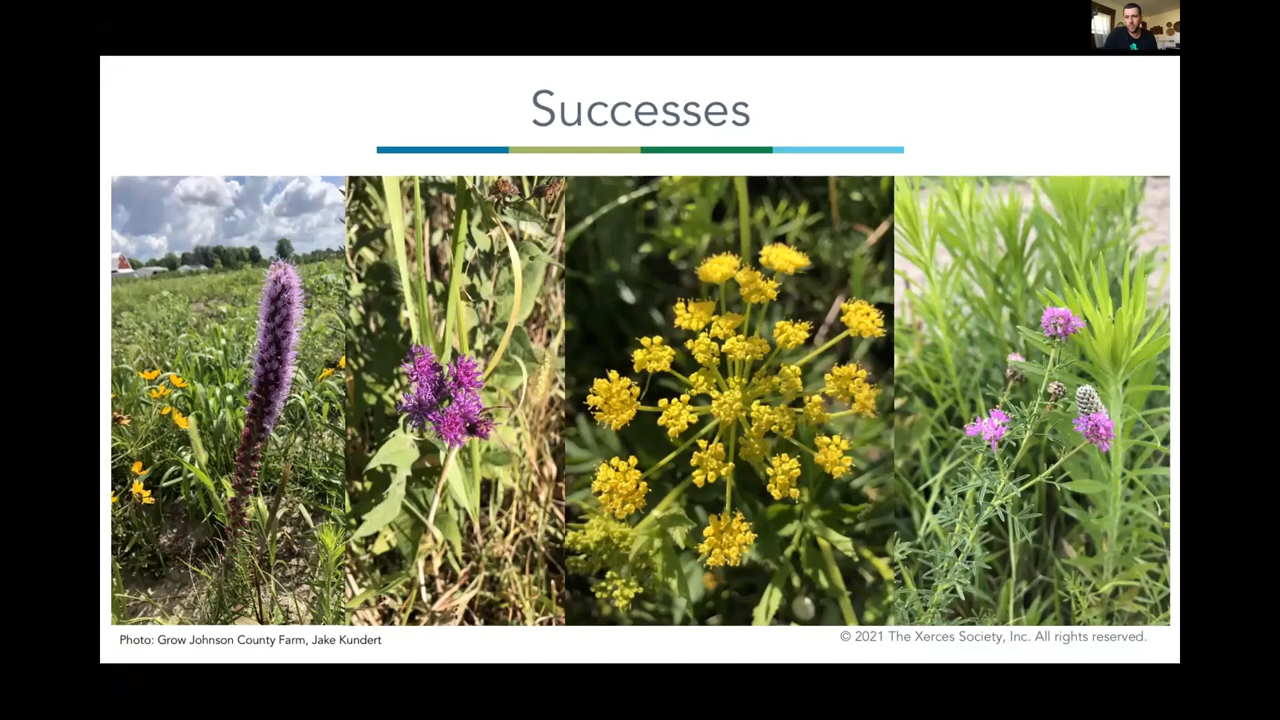 Successes
Photo: Grow Johnson County Farm, Jake Kundert
© 2021 The Xerces Society, Inc. All rights reserved.